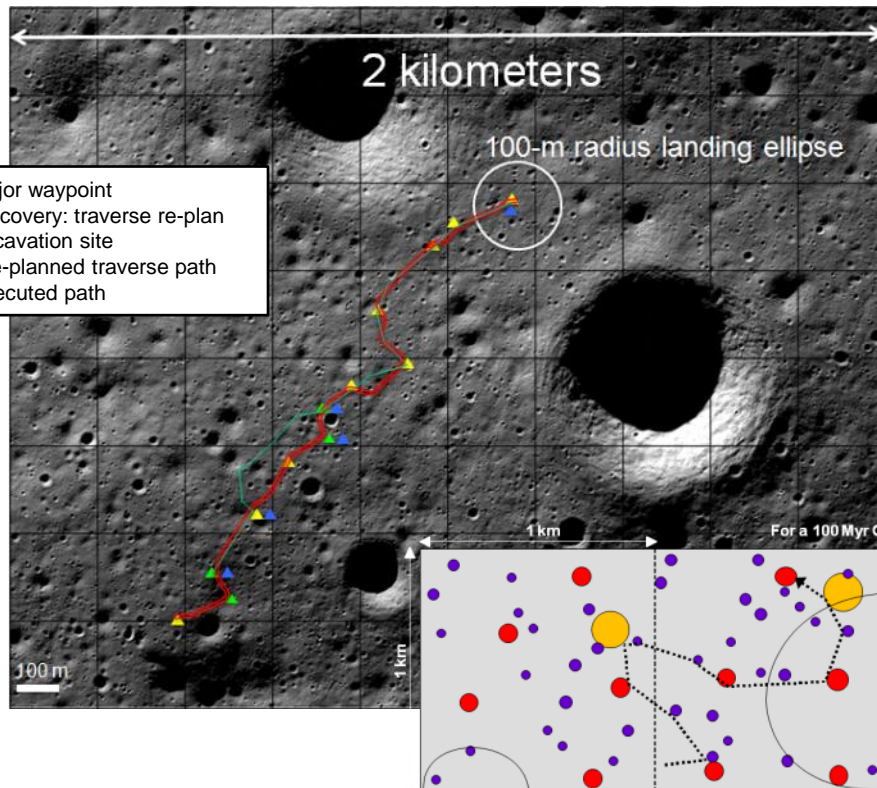 2 kilometers
100-m radius landing ellipse
jor waypoint
covery: traverse re-plan
cavation site
e-planned traverse path
ecuted path
1 km
For a 100 Myr
1 km
100 m